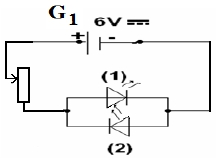 G1
+ 6V ⎓
-
(1)
(2)